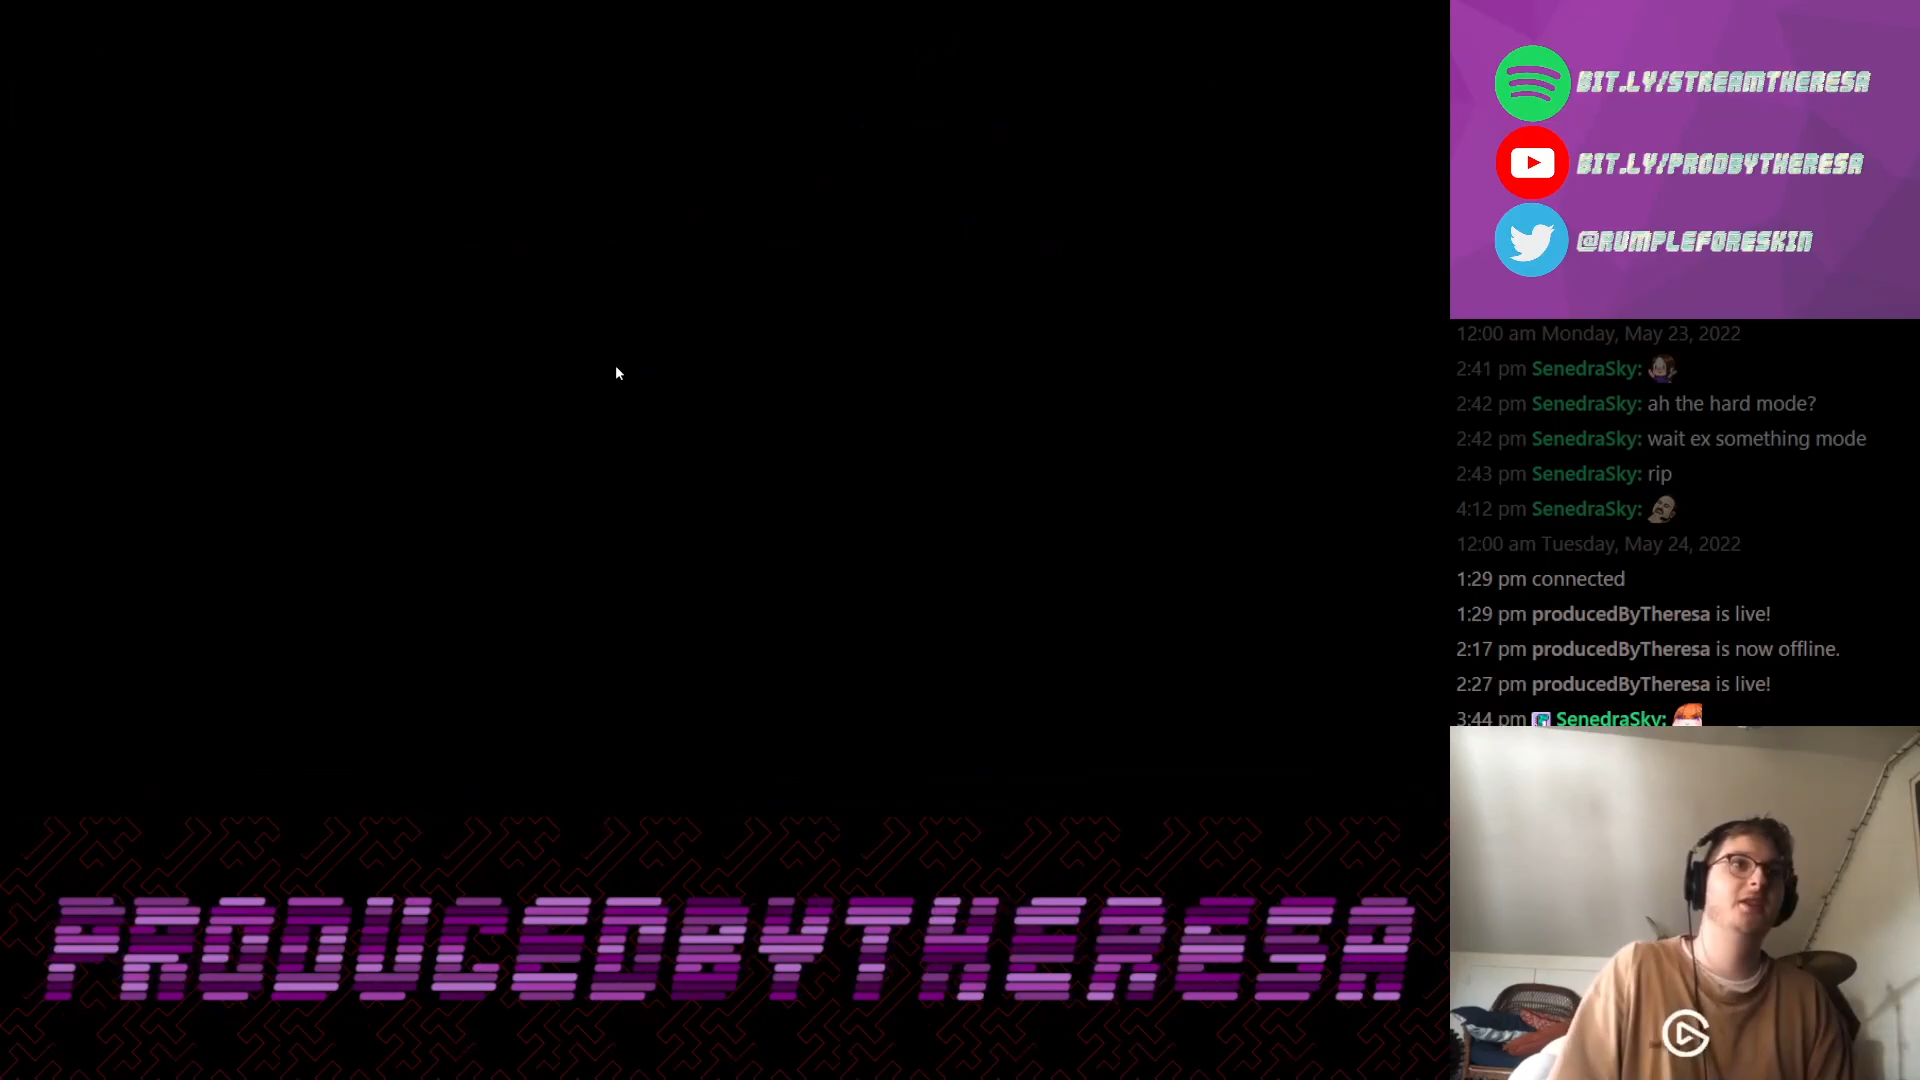 BIT.LY/STREAMTHERESA
BIT.LY/PRODBYTHERESA
@RUMPLEFORESKIN
12:00 am Monday, May 23, 2022
2:41 pm SenedraSky:
2:42 pm SenedraSky: ah the hard mode?
2:42 pm SenedraSky: wait ex something mode
2:43 pm SenedraSky: rip
4:12 pm SenedraSky:
12:00 am Tuesday, May 24, 2022
1:29 pm connected
1:29 pm producedByTheresa is live!
2:17 pm producedByTheresa is now offline.
2:27 pm producedByTheresa is live!
3:44 pm SenedraSky:
PRODUCEDBYTHERESA